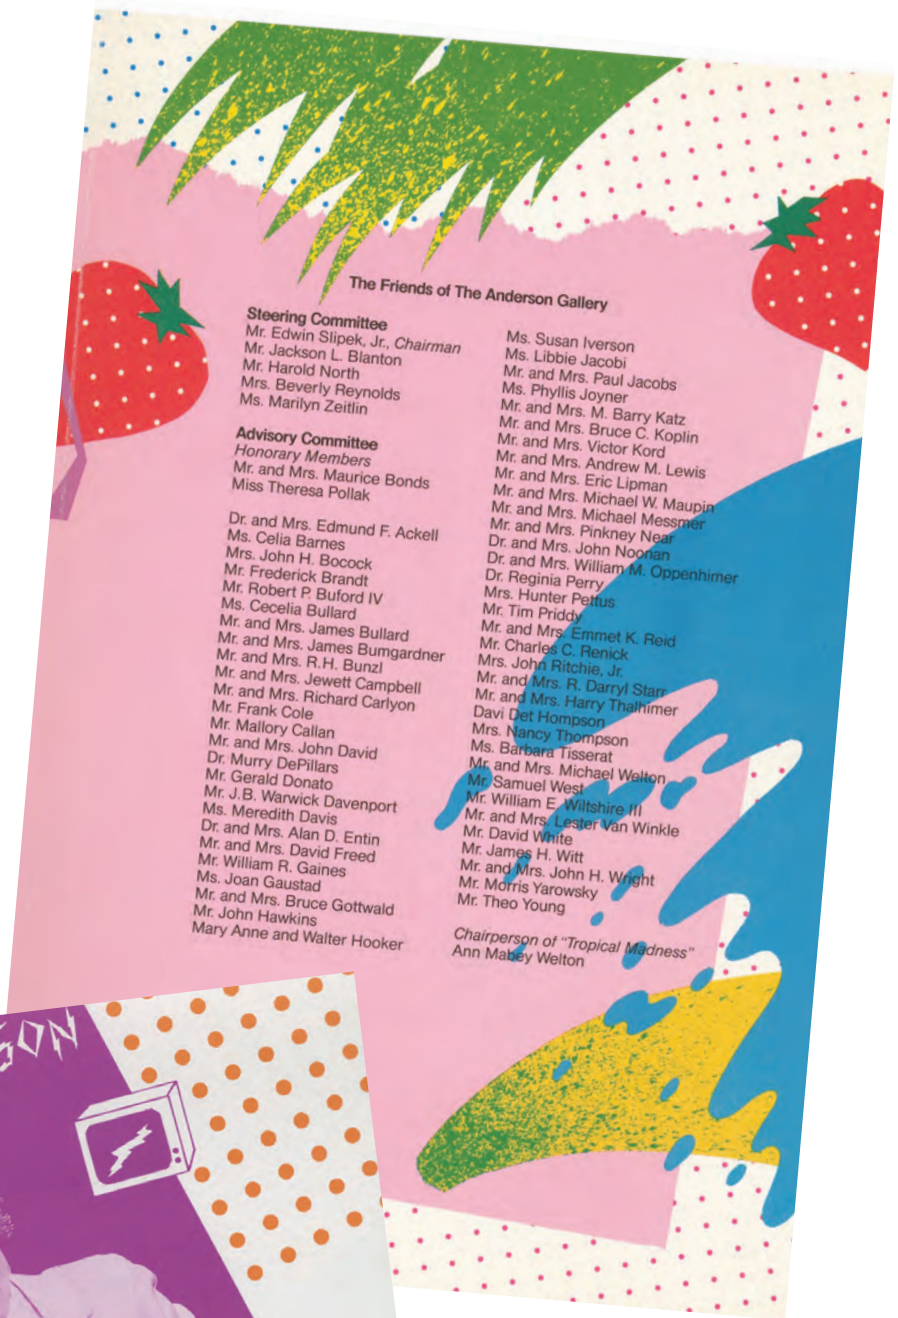 The Friends of The Anderson Gallery
Steering Committee
Mr. Edwin Slipek, Jr., Chairman
Mr. Jackson L. Blanton
Mr. Harold North
Mrs. Beverly Reynolds
Ms. Marilyn Zeitlin
Advisory Committee
Honorary Members
Mr. and Mrs. Maurice Bonds
Miss Theresa Pollak
Dr. and Mrs. Edmund F. Ackell
Ms. Celia Barnes
Mrs. John H. Bocock
Mr. Frederick Brandt
Mr. Robert P. Buford IV
Ms. Cecelia Bullard
Mr. and Mrs. James Bullard
Mr. and Mrs. James Bumgardner
Mr. and Mrs. R.H. Bunzl
Mr. and Mrs. Jewett Campbell
Mr. and Mrs. Richard Carlyon
Mr. Frank Cole
Mr. Mallory Callan
Mr. and Mrs. John David
Dr. Murry DePillars
Mr. Gerald Donato
Mr. J.B. Warwick Davenport
Ms. Meredith Davis
Dr. and Mrs. Alan D. Entin
Mr. and Mrs. David Freed
Mr. William R. Gaines
Ms. Joan Gaustad
Mr. and Mrs. Bruce Gottwald
Mr. John Hawkins
Mary Anne and Walter Hooker
Ms. Susan Iverson
Ms. Libbie Jacobi
Mr. and Mrs. Paul Jacobs
Ms. Phyllis Joyner
Mr. and Mrs. M. Barry Katz
Mr. and Mrs. Bruce C. Koplin
Mr. and Mrs. Victor Kord
Mr. and Mrs. Andrew M. Lewis
Mr. and Mrs. Eric Lipman
Mr. and Mrs. Michael W. Maupin
Mr. and Mrs. Michael Messmer
Mr. and Mrs. Pinkney Near
Dr. and Mrs. John Noonan
Dr. and Mrs. William M. Oppenhimer
Dr. Reginia Perry
Mrs. Hunter Pettus
Mr. Tim Priddy
Mr. and Mrs. Emmet K. Reid
Mr. Charles C. Renick
Mrs. John Ritchie, Jr.
Mr. and Mrs. R. Darryl Starr
Mr. and Mrs. Harry Thalhimer
Davi Det Hompson
Mrs. Nancy Thompson
Ms. Barbara Tisserat
Mr. and Mrs. Michael Welton
Mr. Samuel West
Mr. William E. Wiltshire III
Mr. and Mrs. Lester Van Winkle
Mr. David White
Mr. James H. Witt
Mr. and Mrs. John H. Wright
Mr. Morris Yarowsky
Mr. Theo Young
Chairperson of "Tropical Madness"
Ann Mabey Welton
SON